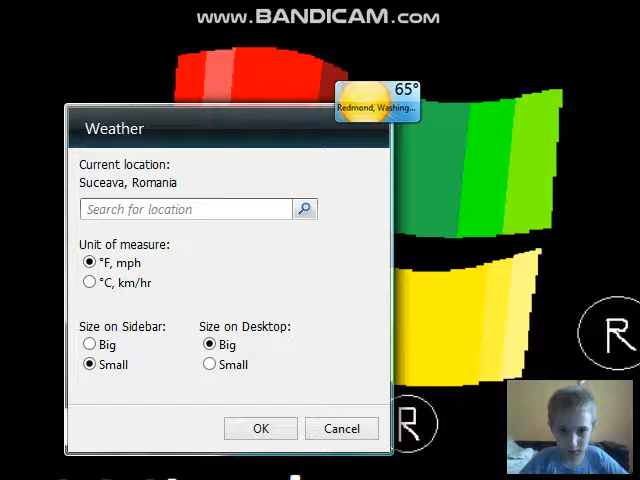 www.BANDICAM.com
65°
Redmond, Washing...
Weather
Current location:
Suceava, Romania
Search for location
Unit of measure:
°F, mph
°C, km/hr
Size on Sidebar:
Size on Desktop:
Big
Big
Small
Small
OK
Cancel
R
R